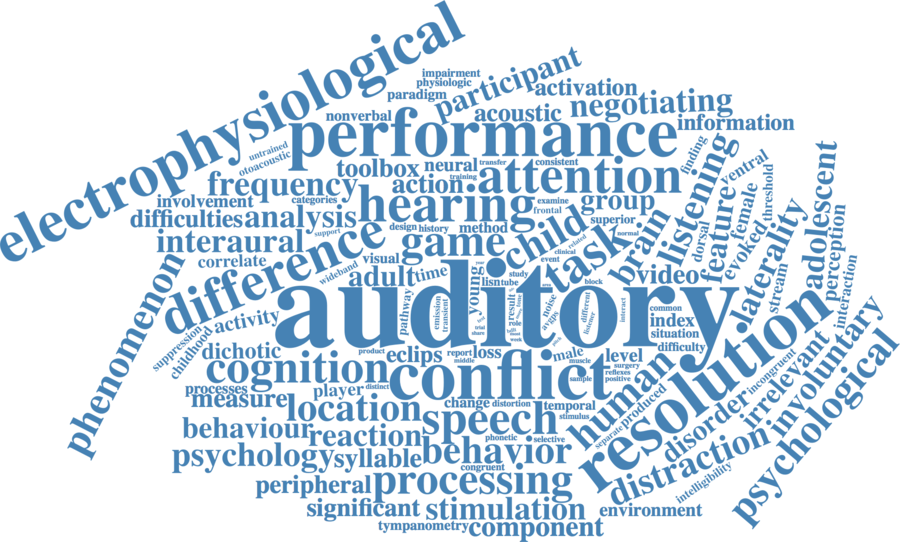 electrophysiological
impairment
physiologic
paradigm
participant
activation
negotiating
information
nonverbal
acoustic
performance
untrained
otoacoustic
toolbox
neural
transfer
consistent
training
attention
finding
listening
ventral
frequency
categories
action
hearing
examine
frontal
group
involvement
difficulties
analysis
support
design
history
method
superior
normal
brain
feature
female
threshold
adolescent
interaural
difference
game
child
task
related
clinical
event
dorsal
evoked
laterality
correlate
wideband
visual
adult
time
young
lisn
tube
study
block
video
stream
perception
interaction
phenomenon
suppression
childhood
activity
auditory
pathway
emission
transient
result
role
noise
avgps
different
listener
interact
common
index
situation
difficulty
dichotic
product
eclips
report
middle
loss
male
muscle
level
surgery
reflexes
positive
sample
trial
share
work
cognition
conflict
resolution
human
incongruent
irrelevant
involuntary
processes
measure
player
distinct
location
change
distortion
temporal
stimulus
separate
produced
disorder
behaviour
reaction
speech
phonetic
selective
distraction
psychological
psychology
syllable
behavior
congruent
intelligibility
peripheral
processing
significant
stimulation
environment
tympanometry
component